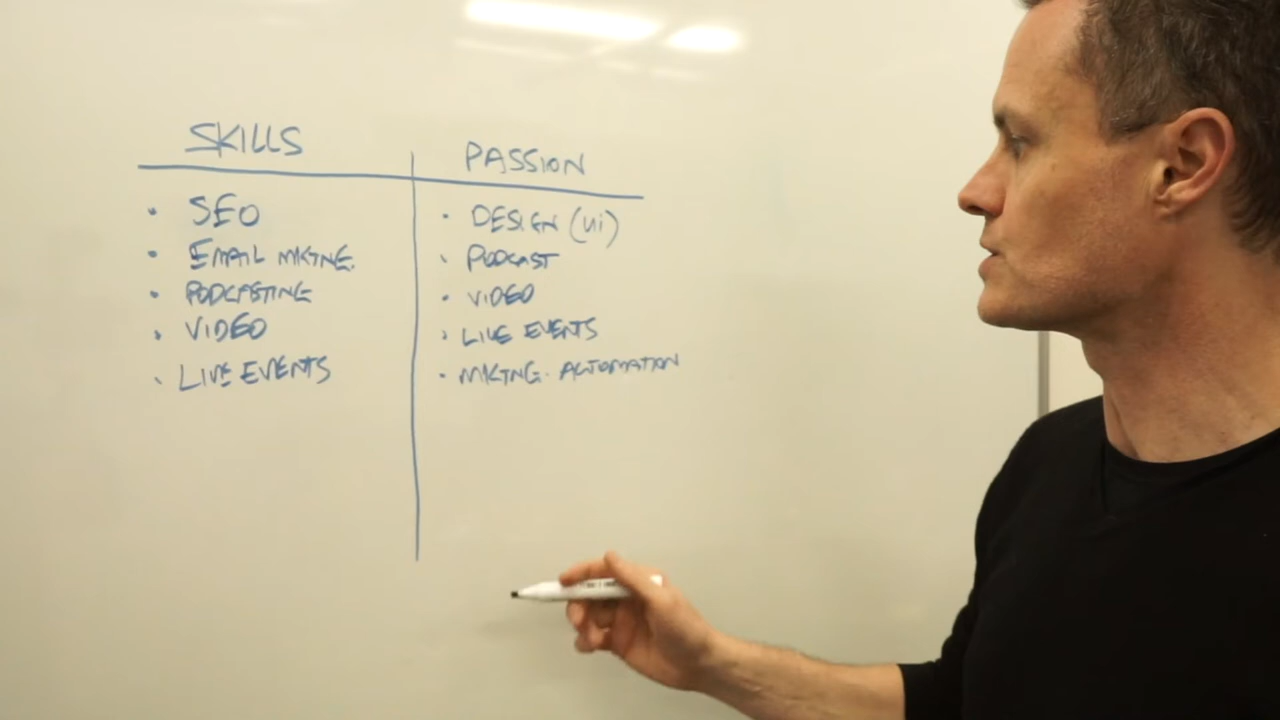 SKILLS
• SEO
• EMAIL MKTNG.
• PODCASTING
• VIDEO
• LIVE EVENTS
PASSION
• DESIGN (Ui)
• PODCAST
• VIDEO
• LIVE EVENTS
• MKTNG. AUTOMATION